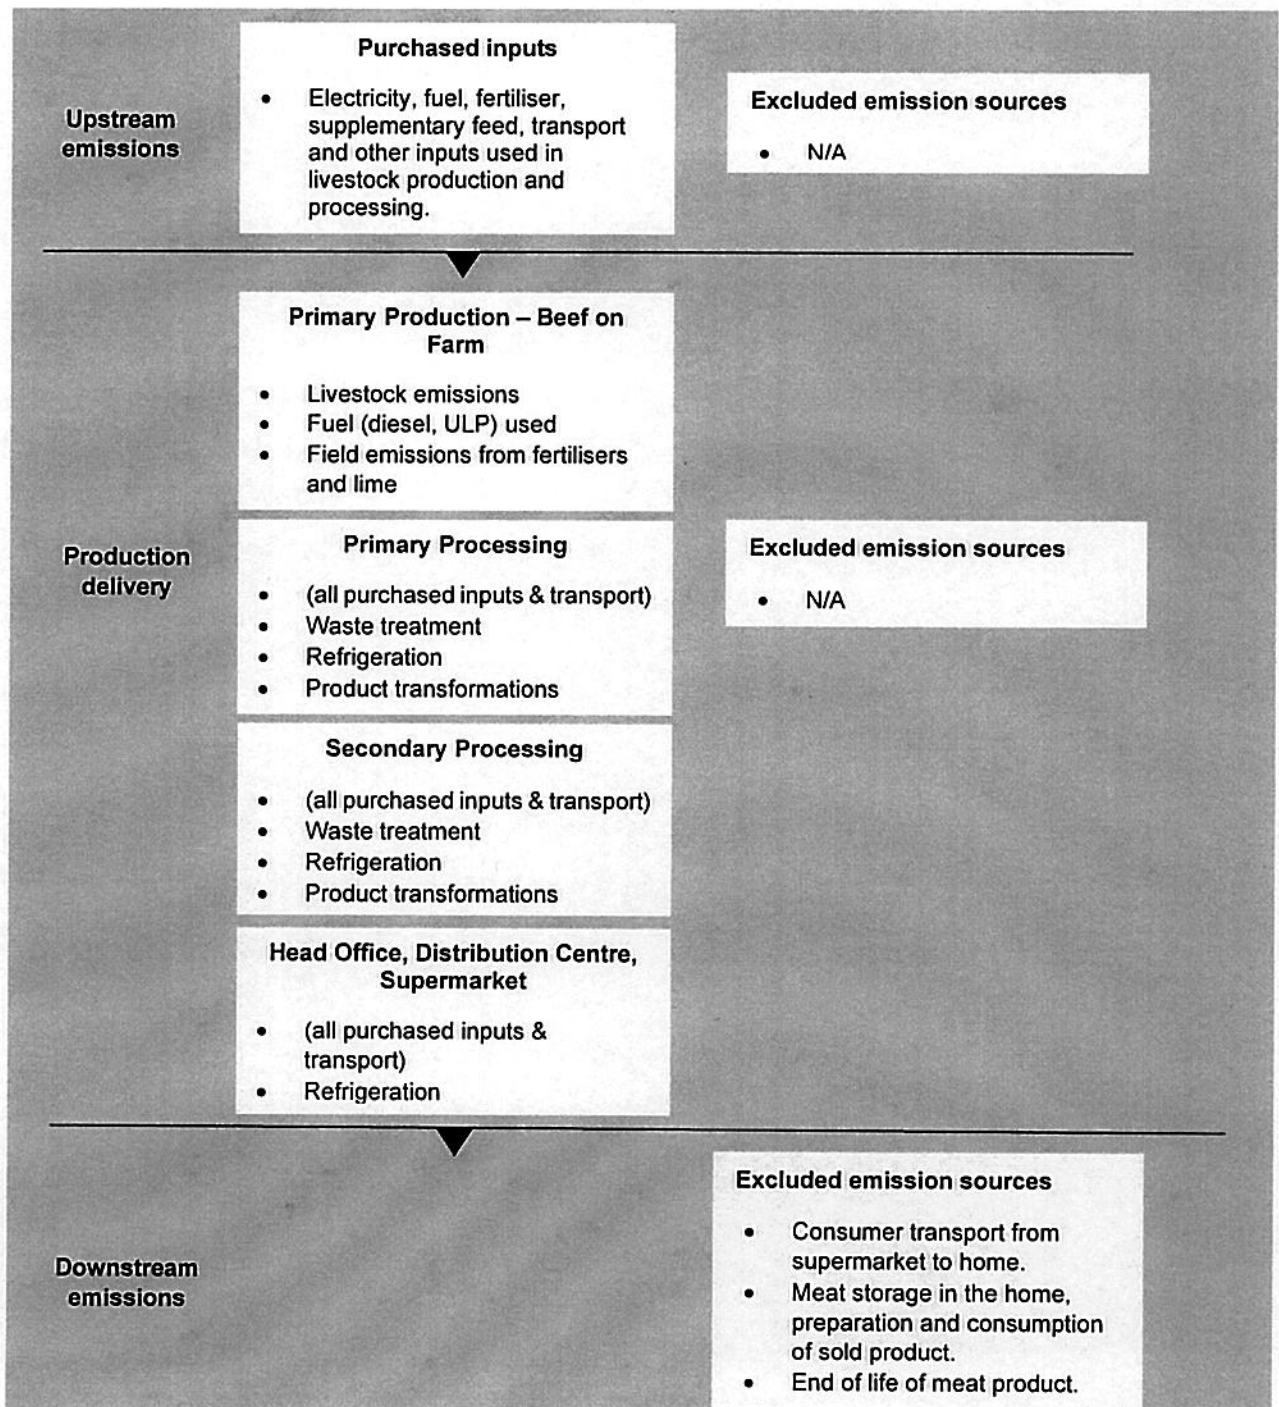 Upstream
emissions
Purchased inputs
• Electricity, fuel, fertiliser,
supplementary feed, transport
and other inputs used in
livestock production and
processing.
Excluded emission sources
• N/A
Production
delivery
Primary Production – Beef on
Farm
• Livestock emissions
• Fuel (diesel, ULP) used
• Field emissions from fertilisers
and lime
Primary Processing
• (all purchased inputs & transport)
• Waste treatment
• Refrigeration
• Product transformations
Secondary Processing
• (all purchased inputs & transport)
• Waste treatment
• Refrigeration
• Product transformations
Head Office, Distribution Centre,
Supermarket
• (all purchased inputs &
transport)
• Refrigeration
Excluded emission sources
• N/A
Downstream
emissions
Excluded emission sources
• Consumer transport from
supermarket to home.
• Meat storage in the home,
preparation and consumption
of sold product.
• End of life of meat product.